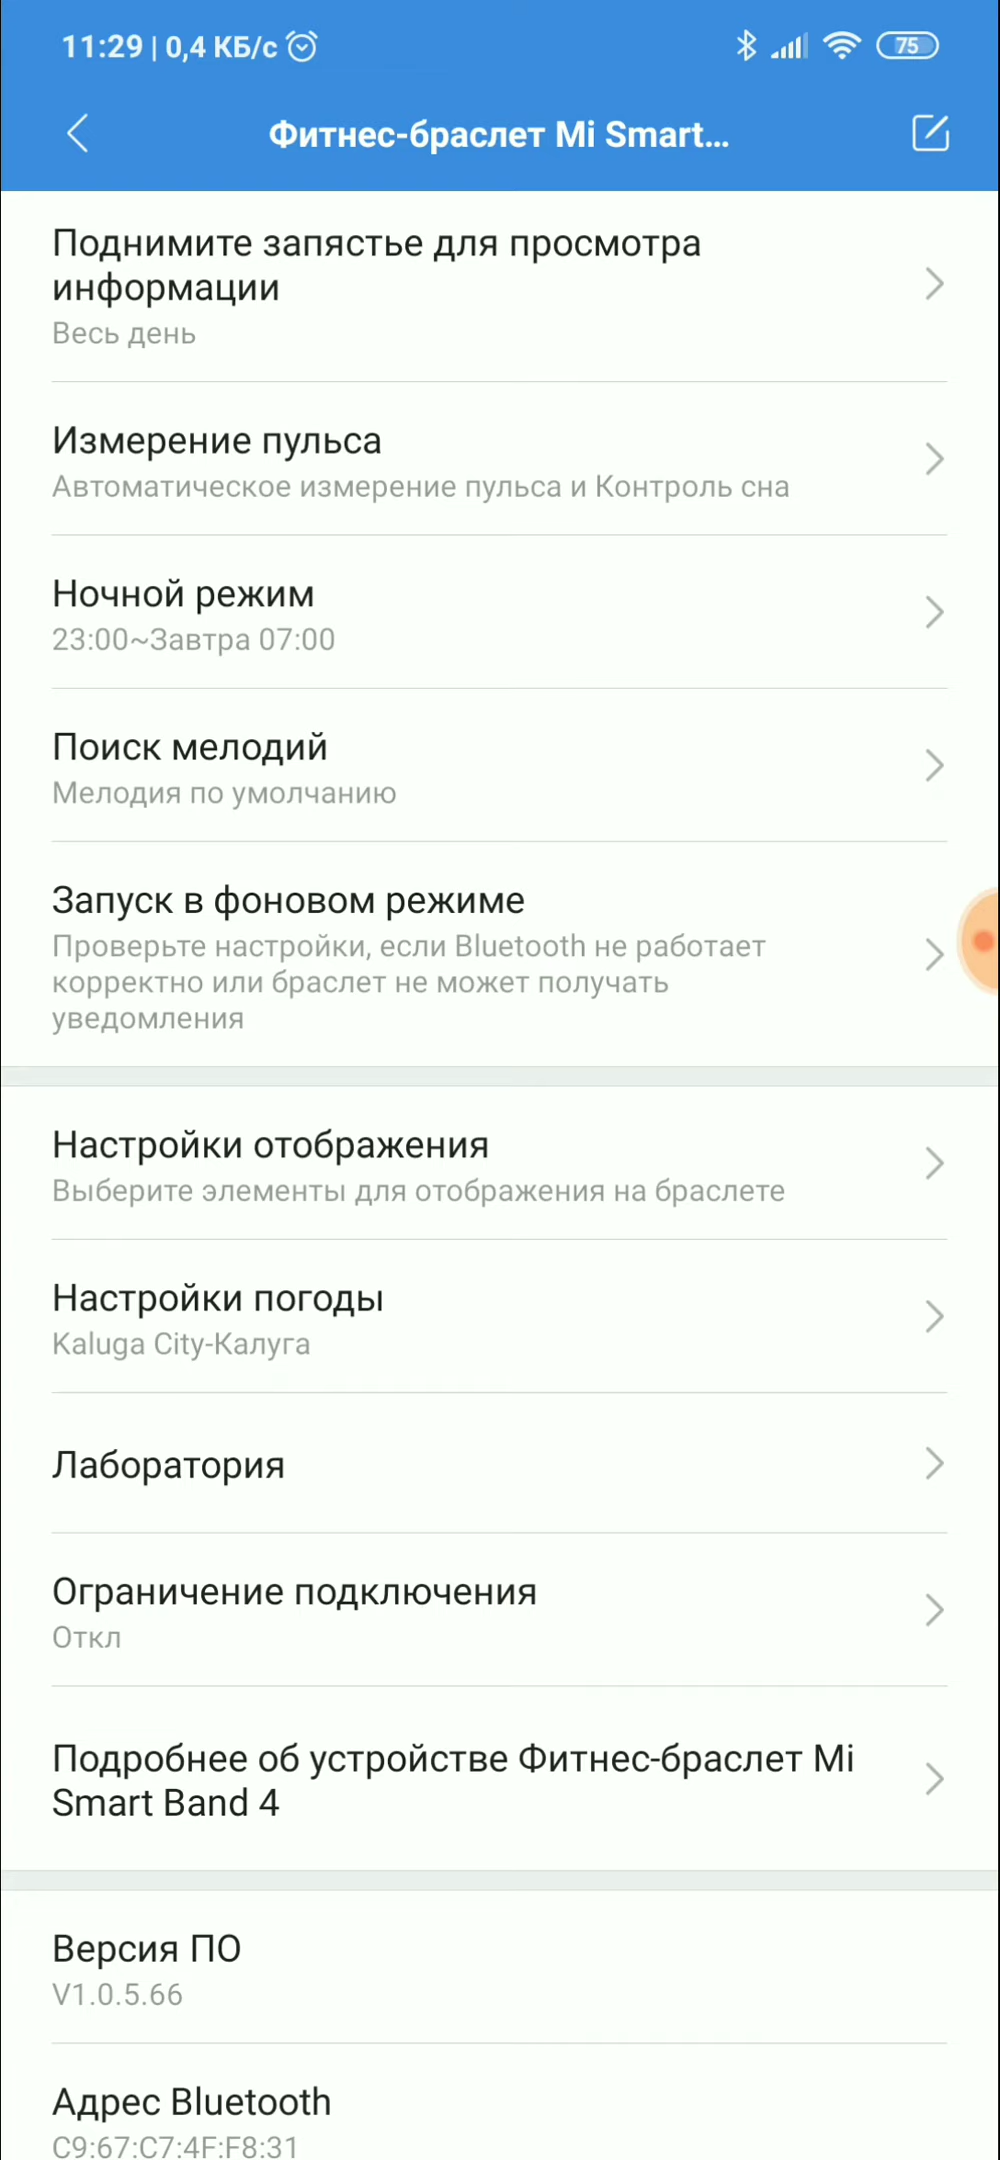 11:29 | 0,4 КБ/с
75
Фитнес-браслет Mi Smart...
Поднимите запястье для просмотра
информации
Весь день
Измерение пульса
Автоматическое измерение пульса и Контроль сна
Ночной режим
23:00~Завтра 07:00
Поиск мелодий
Мелодия по умолчанию
Запуск в фоновом режиме
Проверьте настройки, если Bluetooth не работает
корректно или браслет не может получать
уведомления
Настройки отображения
Выберите элементы для отображения на браслете
Настройки погоды
Kaluga City-Калуга
Лаборатория
Ограничение подключения
Откл
Подробнее об устройстве Фитнес-браслет Mi
Smart Band 4
Версия ПО
V1.0.5.66
Адрес Bluetooth
C9:67:C7:4F:F8:31